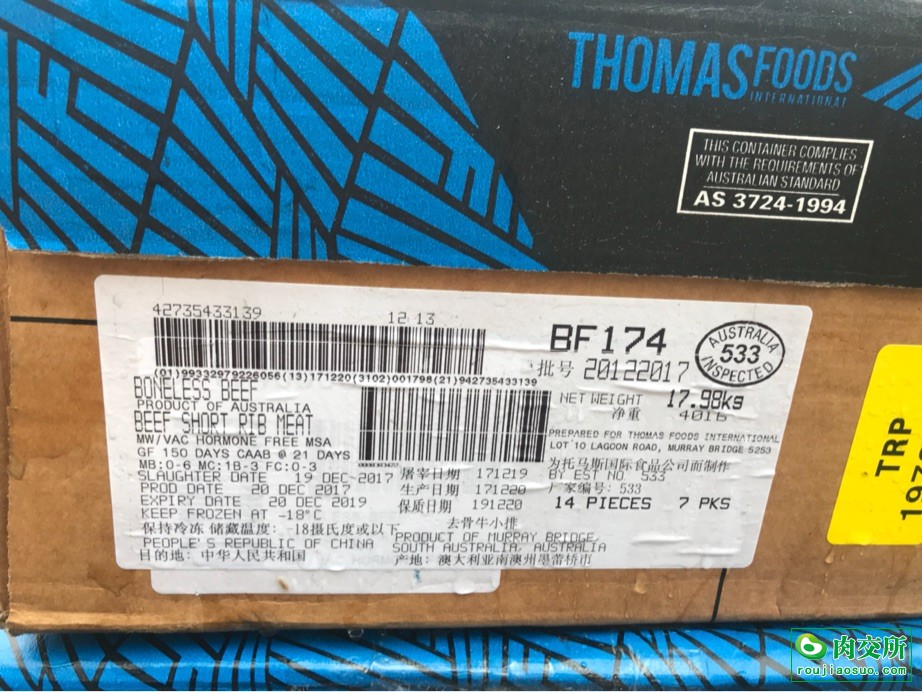 THOMAS FOODS
INTERNATIONAL
THIS CONTAINER COMPLIES
WITH THE REQUIREMENTS OF
AUSTRALIAN STANDARD
AS 3724-1994
42735433139
12 13
BF174
AUSTRALIA
533
INSPECTED
批号 20122017
(01)99332979226056(13)171220(3102)001798(21)942735433139
BONELESS BEEF
PRODUCT OF AUSTRALIA
BEEF SHORT RIB MEAT
MW/VAC HORMONE FREE MSA
GF 150 DAYS CAAB @ 21 DAYS
MB:0-6 MC:1B-3 FC:0-3
NET WEIGHT 17.98kg
净重 40lb
PREPARED FOR THOMAS FOODS INTERNATIONAL
LOT 10 LAGOON ROAD, MURRAY BRIDGE 5253
为托马斯国际食品公司而制作
BY EST NO. 533
厂家编号: 533
14 PIECES 7 PKS
SLAUGHTER DATE 19 DEC-2017 屠宰日期 171219
PROD DATE 20 DEC 2017 生产日期 171220
EXPIRY DATE 20 DEC 2019 保质日期 191220
KEEP FROZEN AT -18°C
去骨牛小排
保持冷冻 储藏温度: -18摄氏度或以下
PEOPLE'S REPUBLIC OF CHINA
目的地: 中华人民共和国
PRODUCT OF MURRAY BRIDGE,
SOUTH AUSTRALIA, AUSTRALIA
产地: 澳大利亚南澳州墨雷桥市
TRP
肉交所
roujiaosuo.com